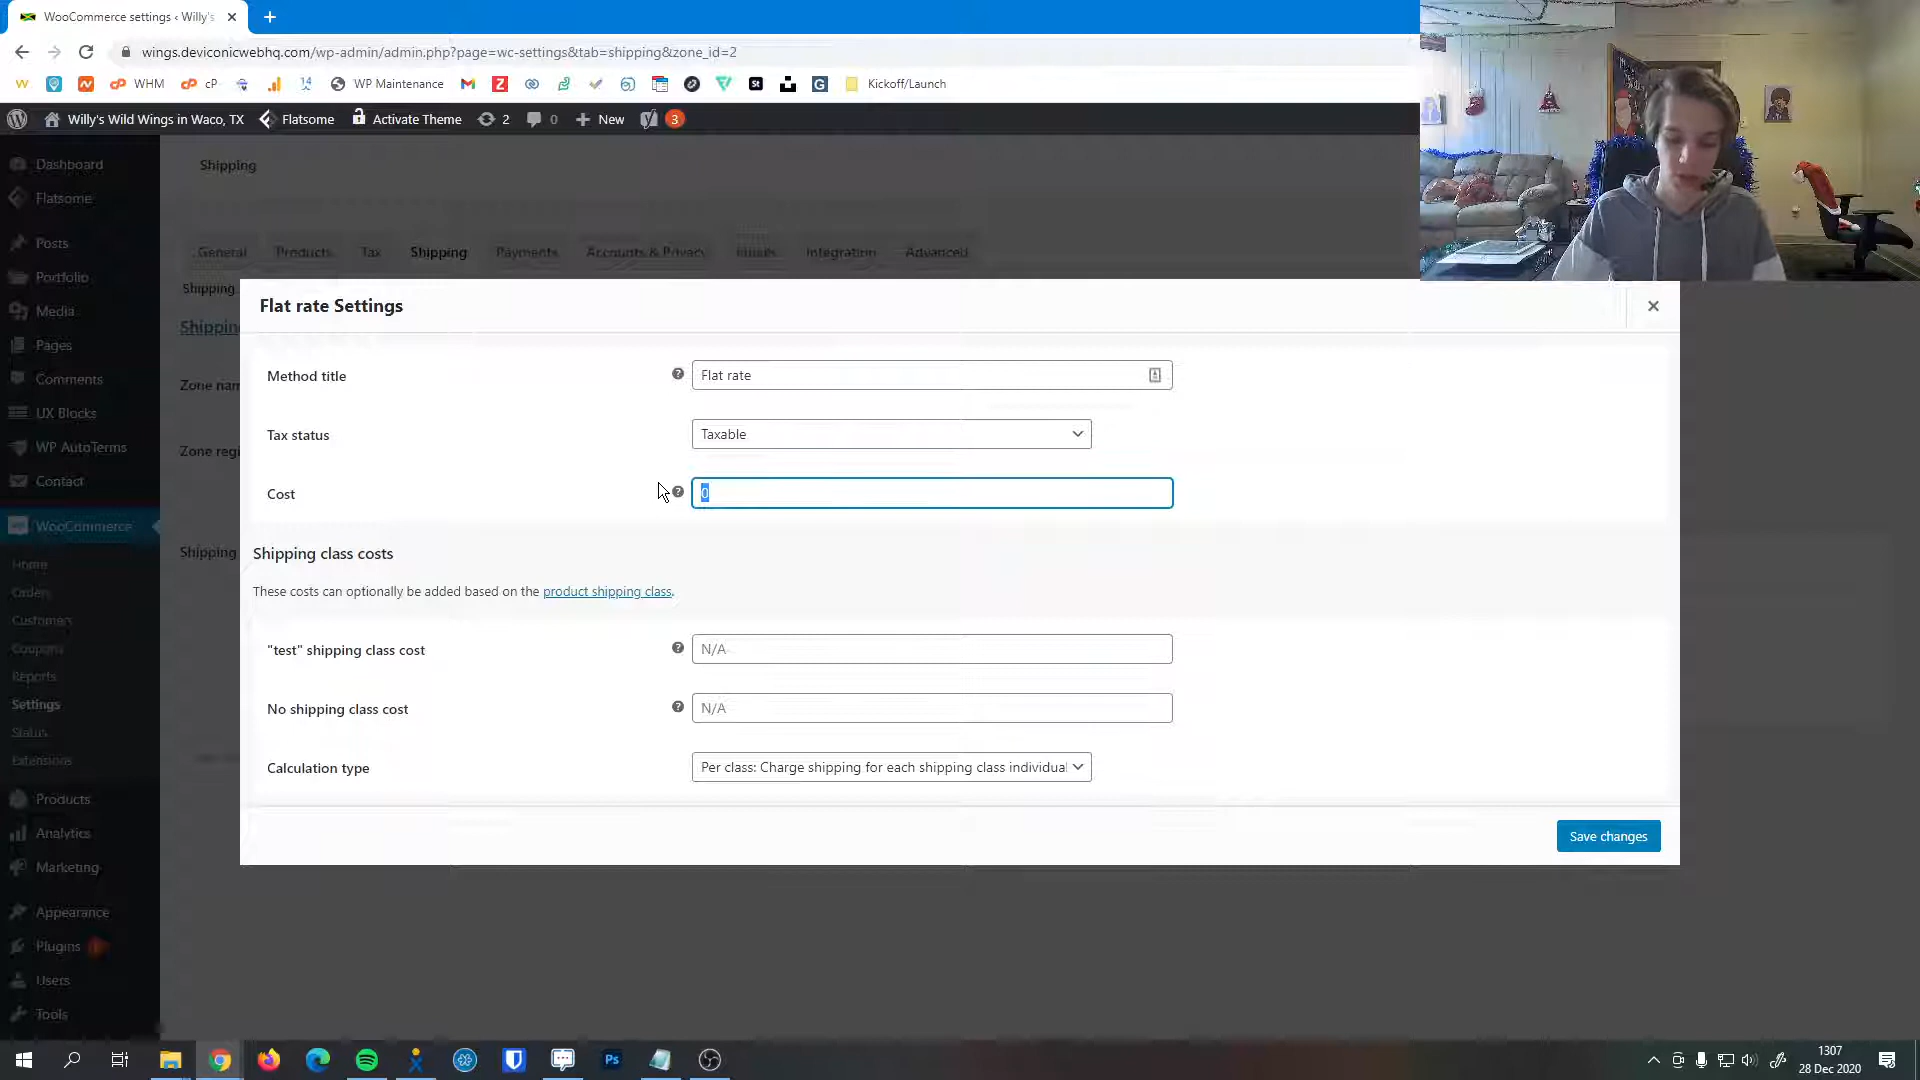 WooCommerce settings ‹ Willy's
wings.deviconicwebhq.com/wp-admin/admin.php?page=wc-settings&tab=shipping&zone_id=2
WHM
cP
14
WP Maintenance
Kickoff/Launch
Willy's Wild Wings in Waco, TX
Flatsome
Activate Theme
2
0
New
3
Dashboard
Flatsome
Posts
Portfolio
Media
Pages
Comments
UX Blocks
WP AutoTerms
Contact
WooCommerce
Home
Orders
Customers
Coupons
Reports
Settings
Status
Extensions
Products
Analytics
Marketing
Appearance
Plugins
Users
Tools
Shipping
General Products Tax Shipping Payments Accounts & Privacy Emails Integration Advanced
Shipping
Shippin
Zone nam
Zone regi
Shipping
Flat rate Settings
Method title
Flat rate
Tax status
Taxable
Cost
0
Shipping class costs
These costs can optionally be added based on the product shipping class.
"test" shipping class cost
N/A
No shipping class cost
N/A
Calculation type
Per class: Charge shipping for each shipping class individual
Save changes
Ps
1307
28 Dec 2020